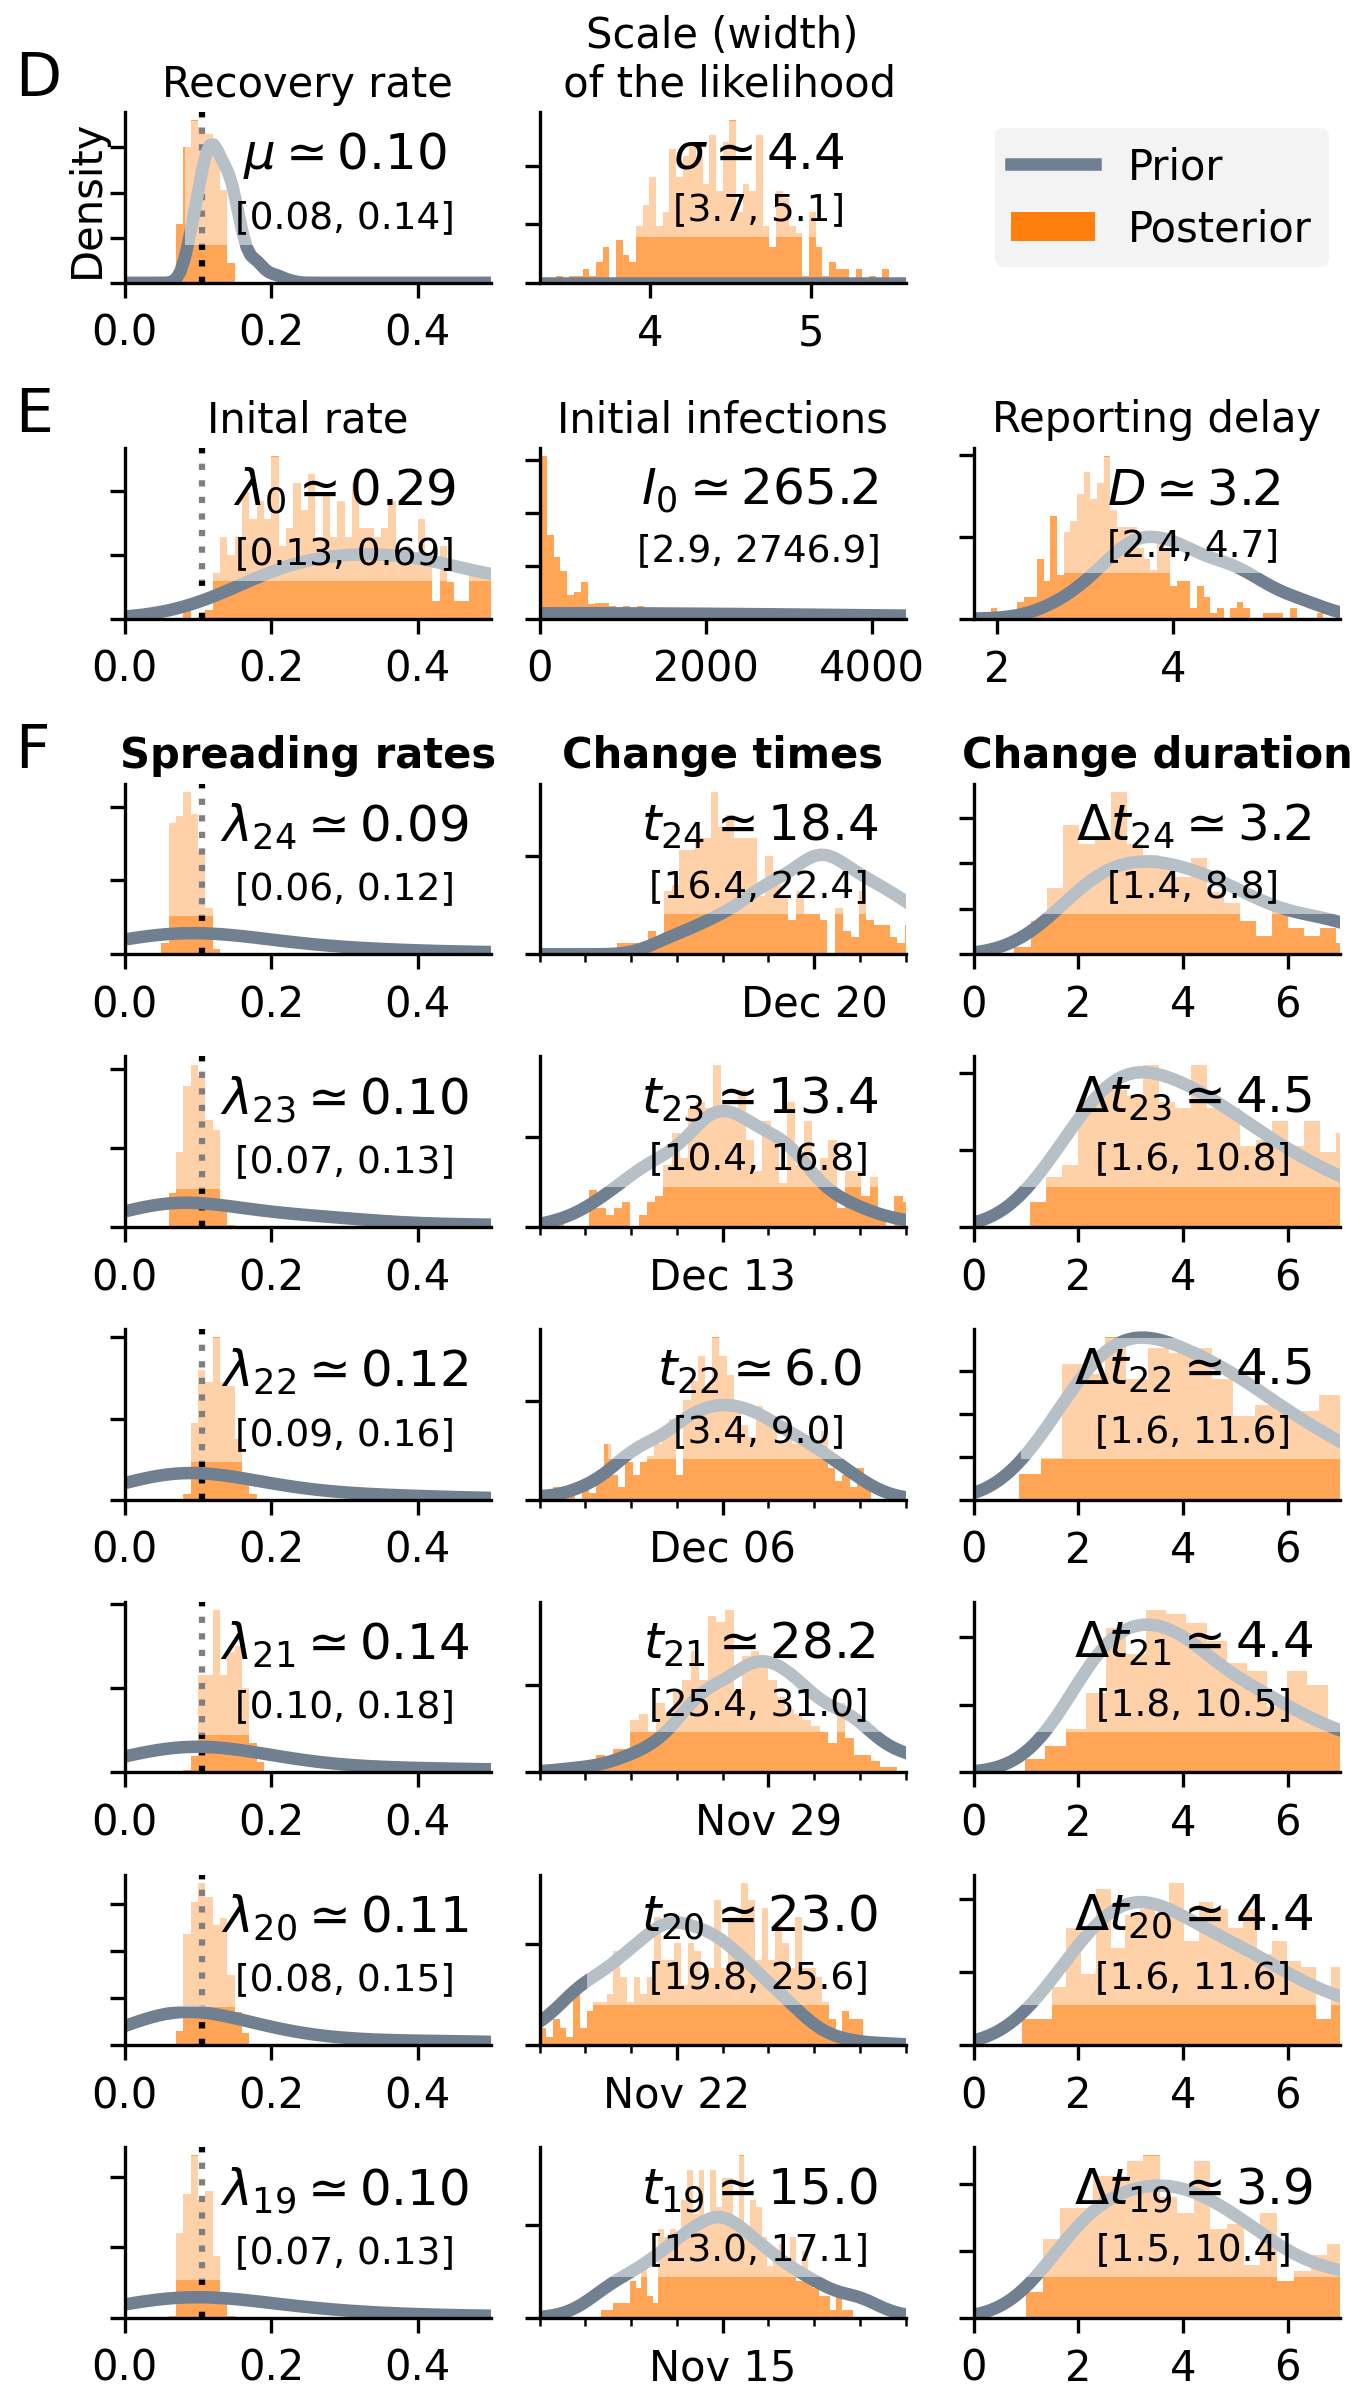 D
Recovery rate
Scale (width)
of the likelihood
Density
μ ≃ 0.10
[0.08, 0.14]
σ ≃ 4.4
[3.7, 5.1]
Prior
Posterior
0.0 0.2 0.4
4 5
E
Inital rate
Initial infections
Reporting delay
λ0 ≃ 0.29
[0.13, 0.69]
I0 ≃ 265.2
[2.9, 2746.9]
D ≃ 3.2
[2.4, 4.7]
0.0 0.2 0.4
0 2000 4000
2 4
F
Spreading rates
Change times
Change duration
λ24 ≃ 0.09
[0.06, 0.12]
t24 ≃ 18.4
[16.4, 22.4]
Δt24 ≃ 3.2
[1.4, 8.8]
0.0 0.2 0.4
Dec 20
0 2 4 6
λ23 ≃ 0.10
[0.07, 0.13]
t23 ≃ 13.4
[10.4, 16.8]
Δt23 ≃ 4.5
[1.6, 10.8]
0.0 0.2 0.4
Dec 13
0 2 4 6
λ22 ≃ 0.12
[0.09, 0.16]
t22 ≃ 6.0
[3.4, 9.0]
Δt22 ≃ 4.5
[1.6, 11.6]
0.0 0.2 0.4
Dec 06
0 2 4 6
λ21 ≃ 0.14
[0.10, 0.18]
t21 ≃ 28.2
[25.4, 31.0]
Δt21 ≃ 4.4
[1.8, 10.5]
0.0 0.2 0.4
Nov 29
0 2 4 6
λ20 ≃ 0.11
[0.08, 0.15]
t20 ≃ 23.0
[19.8, 25.6]
Δt20 ≃ 4.4
[1.6, 11.6]
0.0 0.2 0.4
Nov 22
0 2 4 6
λ19 ≃ 0.10
[0.07, 0.13]
t19 ≃ 15.0
[13.0, 17.1]
Δt19 ≃ 3.9
[1.5, 10.4]
0.0 0.2 0.4
Nov 15
0 2 4 6